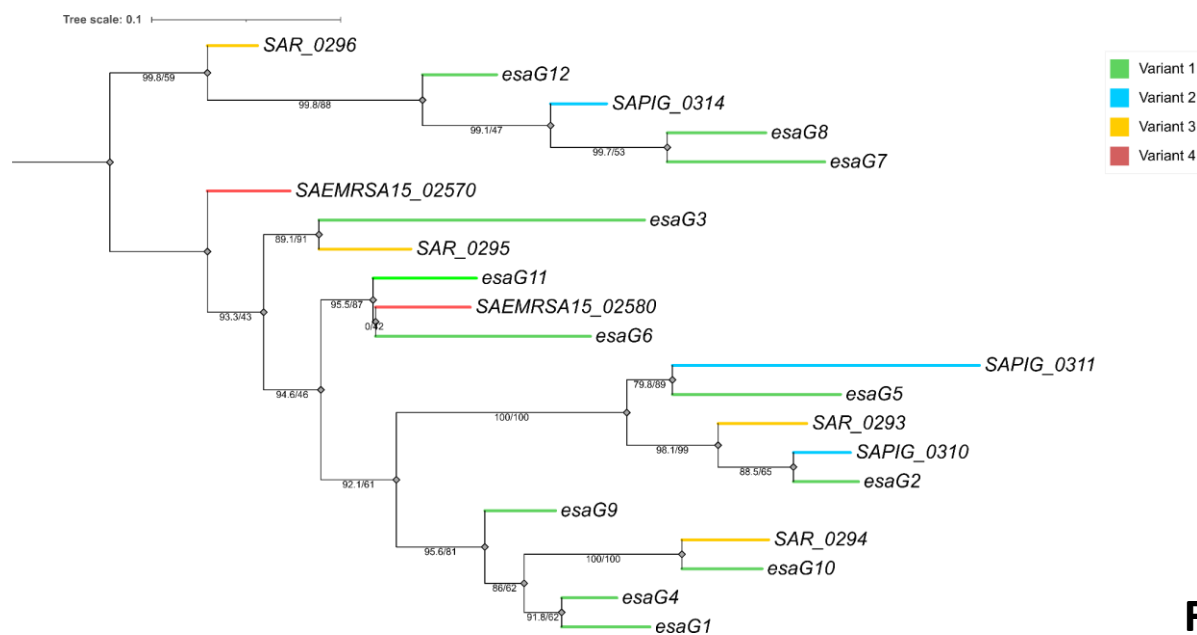 Tree scale: 0.1
SAR_0296
99.8/59
esaG12
99.8/88
SAPIG_0314
99.1/47
esaG8
99.7/53
esaG7
Variant 1
Variant 2
Variant 3
Variant 4
SAEMRSA15_02570
esaG3
89.1/91
SAR_0295
esaG11
95.5/87
SAEMRSA15_02580
93.3/43
0/42
esaG6
SAPIG_0311
79.8/89
94.6/46
esaG5
100/100
SAR_0293
98.1/99
SAPIG_0310
88.5/65
92.1/61
esaG2
esaG9
SAR_0294
95.6/81
100/100
esaG10
86/62
esaG4
91.8/62
esaG1
F